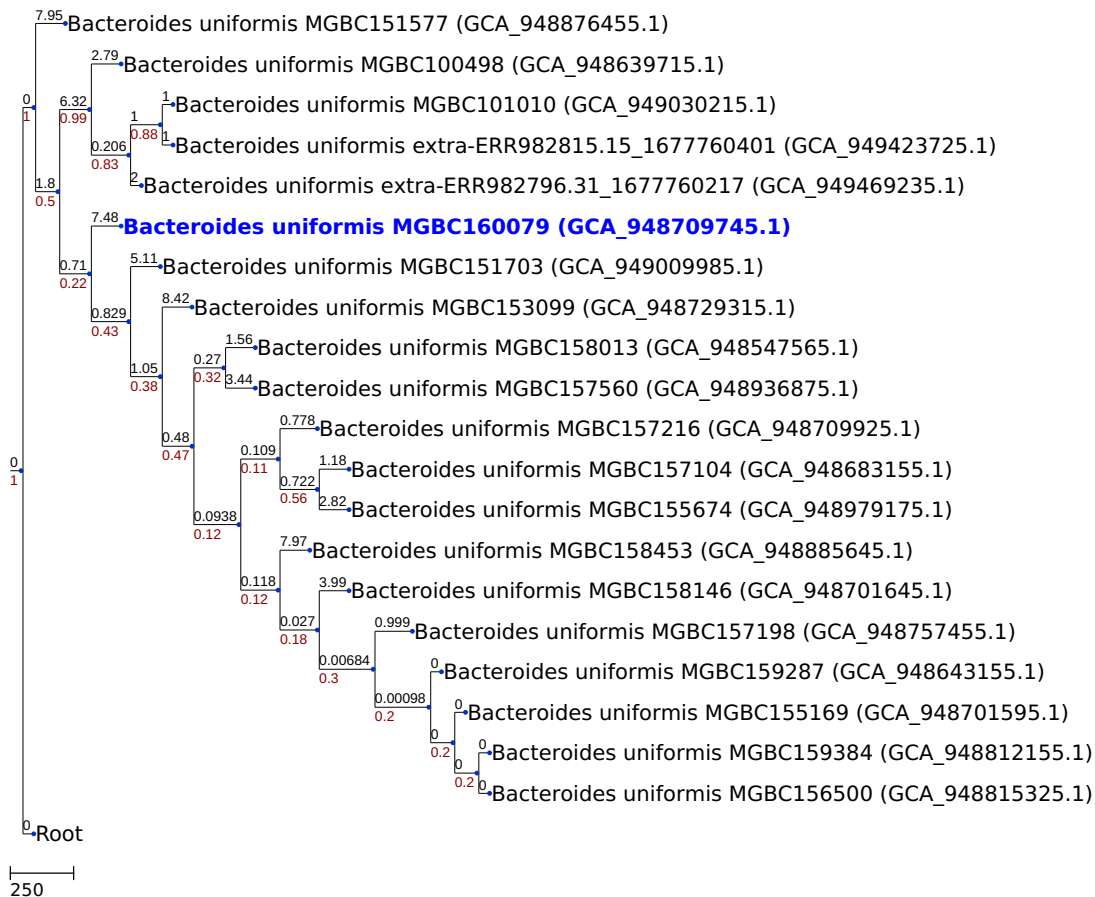 7.95 Bacteroides uniformis MGBC151577 (GCA_948876455.1)
2.79 Bacteroides uniformis MGBC100498 (GCA_948639715.1)
0
1
6.32
0.99
1 Bacteroides uniformis MGBC101010 (GCA_949030215.1)
1
0.88
1 Bacteroides uniformis extra-ERR982815.15_1677760401 (GCA_949423725.1)
0.206
0.83
2 Bacteroides uniformis extra-ERR982796.31_1677760217 (GCA_949469235.1)
1.8
0.5
7.48 Bacteroides uniformis MGBC160079 (GCA_948709745.1)
0.71
0.22
5.11 Bacteroides uniformis MGBC151703 (GCA_949009985.1)
8.42 Bacteroides uniformis MGBC153099 (GCA_948729315.1)
0.829
0.43
1.56 Bacteroides uniformis MGBC158013 (GCA_948547565.1)
0.27
0.32
1.05
0.38
3.44 Bacteroides uniformis MGBC157560 (GCA_948936875.1)
0.778 Bacteroides uniformis MGBC157216 (GCA_948709925.1)
0.48
0.47
0.109
0.11
1.18 Bacteroides uniformis MGBC157104 (GCA_948683155.1)
0
1
0.722
0.56
2.82 Bacteroides uniformis MGBC155674 (GCA_948979175.1)
0.0938
0.12
7.97 Bacteroides uniformis MGBC158453 (GCA_948885645.1)
0.118
0.12
3.99 Bacteroides uniformis MGBC158146 (GCA_948701645.1)
0.027
0.18
0.999 Bacteroides uniformis MGBC157198 (GCA_948757455.1)
0.00684
0.3
0 Bacteroides uniformis MGBC159287 (GCA_948643155.1)
0.00098
0.2
0 Bacteroides uniformis MGBC155169 (GCA_948701595.1)
0
0.2
0 Bacteroides uniformis MGBC159384 (GCA_948812155.1)
0
0.2
0 Bacteroides uniformis MGBC156500 (GCA_948815325.1)
0 Root
250